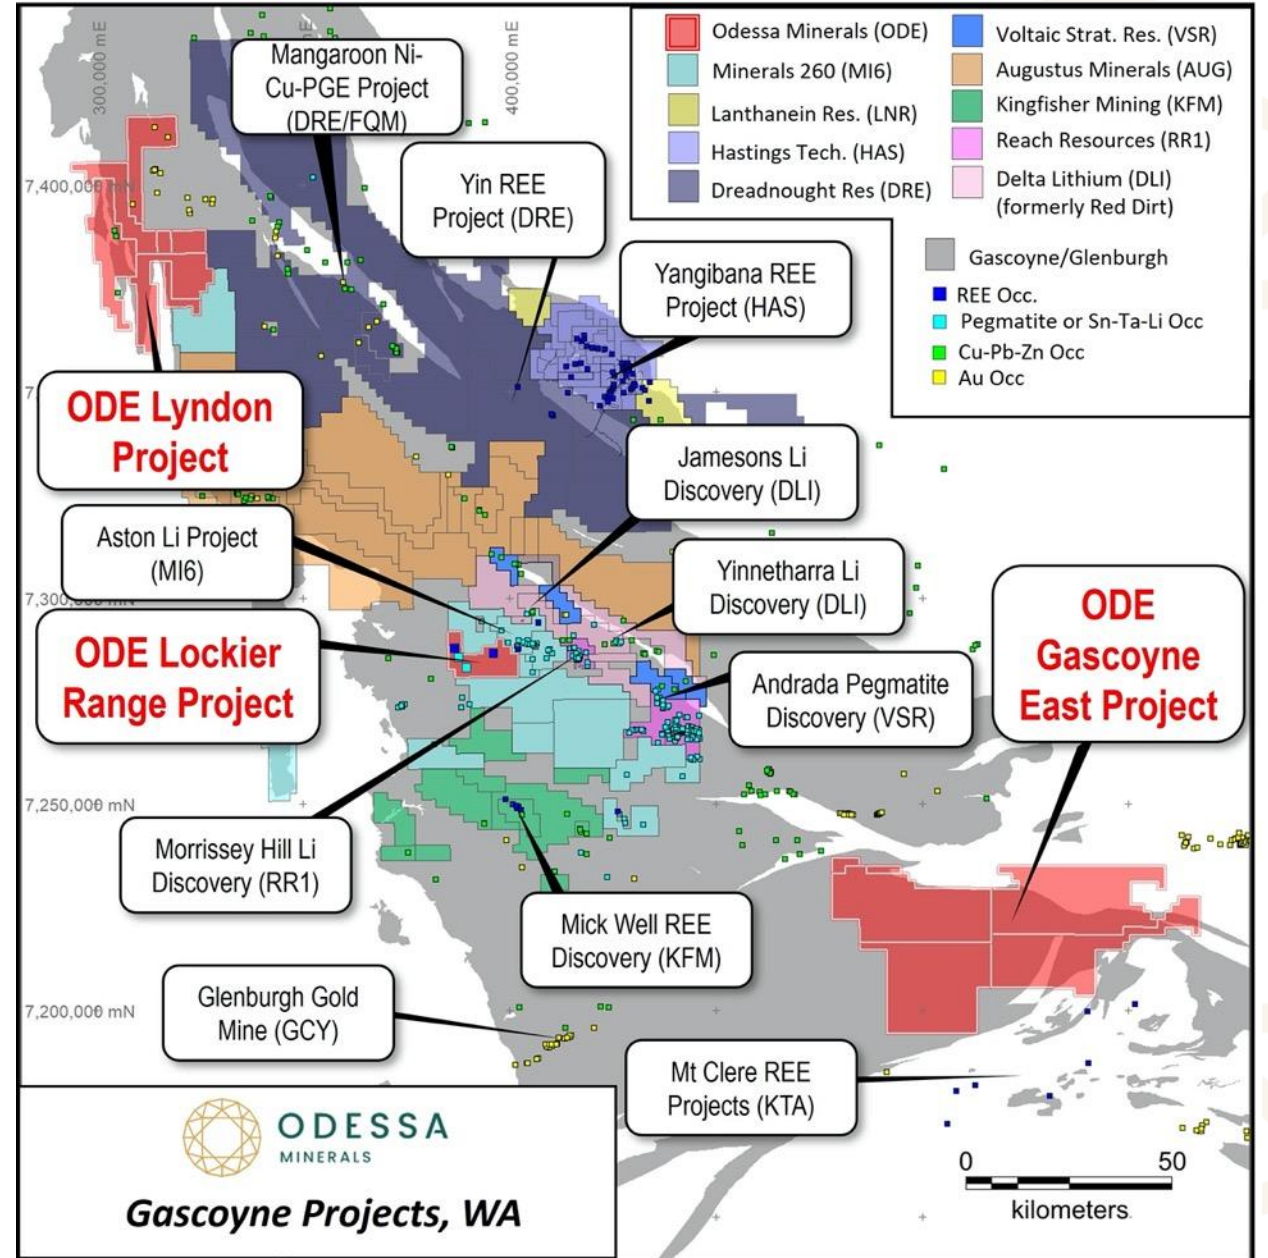 300,000 mE
400,000 mE
Mangaroon Ni-
Cu-PGE Project
(DRE/FQM)
Odessa Minerals (ODE)
Minerals 260 (MI6)
Lanthanein Res. (LNR)
Hastings Tech. (HAS)
Dreadnought Res (DRE)
Voltaic Strat. Res. (VSR)
Augustus Minerals (AUG)
Kingfisher Mining (KFM)
Reach Resources (RR1)
Delta Lithium (DLI)
(formerly Red Dirt)
Gascoyne/Glenburgh
REE Occ.
Pegmatite or Sn-Ta-Li Occ
Cu-Pb-Zn Occ
Au Occ
7,400,000 mN
Yin REE
Project (DRE)
Yangibana REE
Project (HAS)
ODE Lyndon
Project
Jamesons Li
Discovery (DLI)
Aston Li Project
(MI6)
Yinnetharra Li
Discovery (DLI)
7,300,000 mN
ODE
Gascoyne
East Project
ODE Lockier
Range Project
Andrada Pegmatite
Discovery (VSR)
7,250,000 mN
Morrissey Hill Li
Discovery (RR1)
Mick Well REE
Discovery (KFM)
Glenburgh Gold
Mine (GCY)
7,200,000 mN
Mt Clere REE
Projects (KTA)
ODESSA
MINERALS
Gascoyne Projects, WA
0 50
kilometers